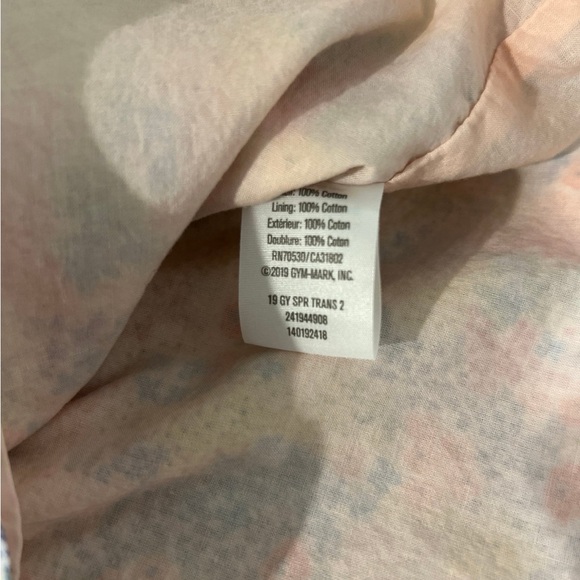 100% Cotton
Lining: 100% Cotton
Extérieur: 100% Coton
Doublure: 100% Coton
RN70530/CA31802
©2019 GYM-MARK, INC.
19 GY SPR TRANS 2
241944908
140192418